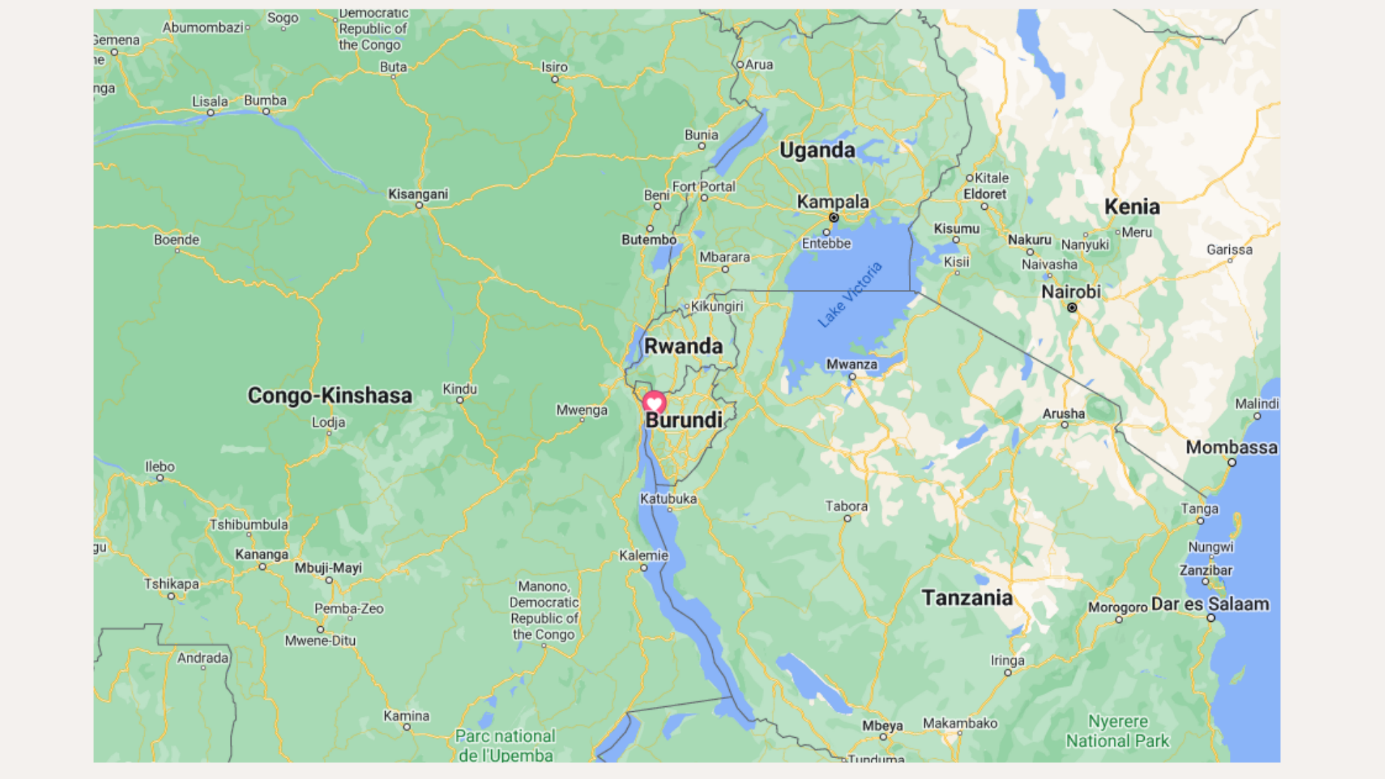 Democratic
Republic of
the Congo
Sogo
Abumombazi
Gemena
ne
nga
Buta
Isiro
Arua
Lisala
Bumba
Bunia
Uganda
Kisangani
Beni
Fort Portal
Kampala
Kitale
Eldoret
Kenia
Boende
Butembo
Entebbe
Kisumu
Nakuru
Nanyuki
Meru
Mbarara
Kisii
Naivasha
Garissa
Lake Victoria
Nairobi
Kikungiri
Rwanda
Mwanza
Congo-Kinshasa
Kindu
Mwenga
Burundi
Lodja
Arusha
Malindi
Mombassa
Ilebo
Katubuka
Tabora
Tanga
Tshibumbula
gu
Kananga
Mbuji-Mayi
Kalemie
Nungwi
Zanzibar
Tshikapa
Manono,
Democratic
Republic of
the Congo
Tanzania
Morogoro
Dar es Salaam
Pemba-Zeo
Mwene-Ditu
Andrada
Iringa
Kamina
Parc national
de l'Upemba
Mbeya
Makambako
Nyerere
National Park
Tunduma